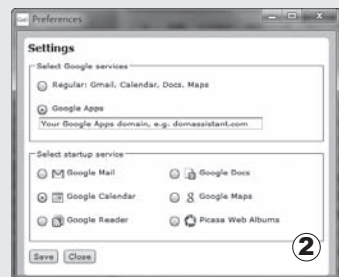 Preferences
Settings
Select Google services
Regular: Gmail, Calendar, Docs, Maps
Google Apps
Your Google Apps domain, e.g. domassistant.com
Select startup service
Google Mail
Google Docs
Google Calendar
Google Maps
Google Reader
Picasa Web Albums
Save Close
2